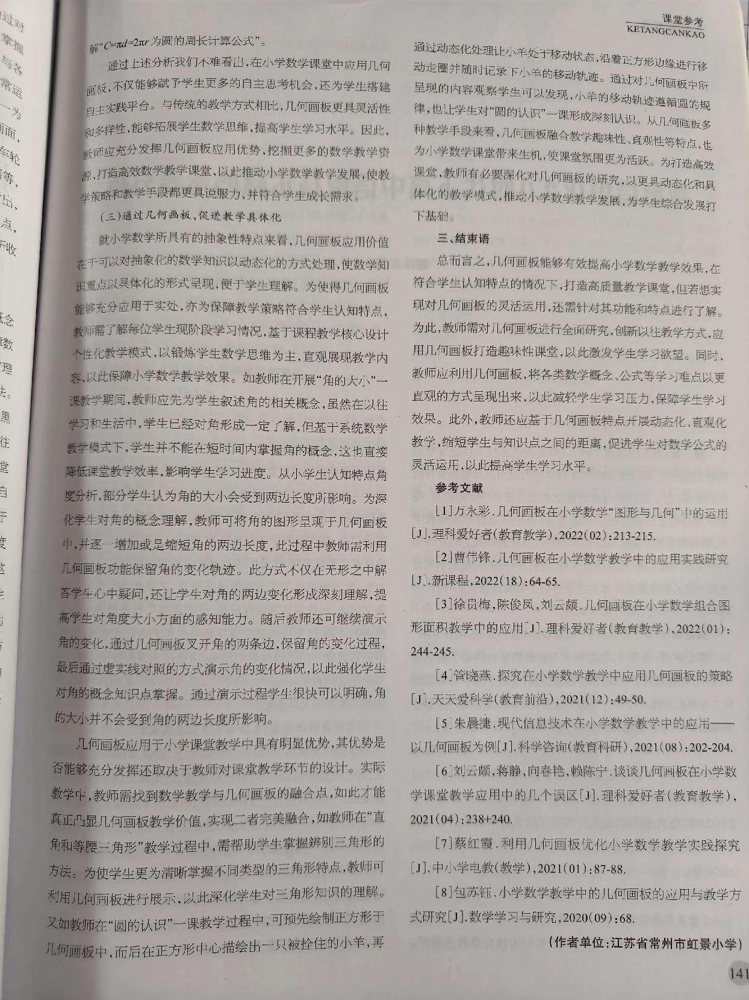 课堂参考
KETANGCANKAO
解“C=πd=2πr为圆的周长计算公式”。
通过上述分析我们不难看出,在小学数学课堂中应用几何
画板,不仅能够赋予学生更多的自主思考机会,还为学生搭建
自主实践平台。与传统的教学方式相比,几何画板更具灵活性
和多样性,能够拓展学生数学思维,提高学生学习水平。因此,
教师应充分发挥几何画板应用优势,挖掘更多的数学教学资
源,打造高效数学教学课堂,以此推动小学数学教学发展,使教
学策略和教学手段都更具说服力,并符合学生成长需求。
(三)通过几何画板,促进教学具体化
就小学数学所具有的抽象性特点来看,几何画板应用价值
在于可以对抽象化的数学知识以动态化的方式处理,使数学知
识重点以具体化的形式呈现,便于学生理解。为使得几何画板
能够充分应用于实处,亦为保障教学策略符合学生认知特点,
教师需了解每位学生现阶段学习情况,基于课程教学核心设计
个性化教学模式,以锻炼学生数学思维为主,直观展现教学内
容,以此保障小学数学教学效果。如教师在开展“角的大小”一
课教学期间,教师应先为学生叙述角的相关概念,虽然在以往
学习和生活中,学生已经对角形成一定了解,但基于系统数学
教学模式下,学生并不能在短时间内掌握角的概念,这也直接
降低课堂教学效率,影响学生学习进度。从小学生认知特点角
度分析,部分学生认为角的大小会受到两边长度所影响。为深
化学生对角的概念理解,教师可将角的图形呈现于几何画板
中,并逐一增加或是缩短角的两边长度,此过程中教师需利用
几何画板功能保留角的变化轨迹。此方式不仅在无形之中解
答学生心中疑问,还让学生对角的两边变化形成深刻理解,提
高学生对角度大小方面的感知能力。随后教师还可继续演示
角的变化,通过几何画板叉开角的两条边,保留角的变化过程,
最后通过虚实线对照的方式演示角的变化情况,以此强化学生
对角的概念知识点掌握。通过演示过程学生很快可以明确,角
的大小并不会受到角的两边长度所影响。
几何画板应用于小学课堂教学中具有明显优势,其优势是
否能够充分发挥还取决于教师对课堂教学环节的设计。实际
教学中,教师需找到数学教学与几何画板的融合点,如此才能
真正凸显几何画板教学价值,实现二者完美融合,如教师在“直
角和等腰三角形”教学过程中,需帮助学生掌握辨别三角形的
方法。为使学生更为清晰掌握不同类型的三角形特点,教师可
利用几何画板进行展示,以此深化学生对三角形知识的理解。
又如教师在“圆的认识”一课教学过程中,可预先绘制正方形于
几何画板中,而后在正方形中心描绘出一只被拴住的小羊,再
通过动态化处理让小羊处于移动状态,沿着正方形边缘进行移
动走圈并随时记录下小羊的移动轨迹。通过对几何画板中所
呈现的内容观察学生可以发现,小羊的移动轨迹遵循圆的规
律,也让学生对“圆的认识”一课形成深刻认识。从几何画板多
种教学手段来看,几何画板融合教学趣味性、直观性等特点,也
为小学数学课堂带来生机,使课堂氛围更为活跃。为打造高效
课堂,教师有必要深化对几何画板的研究,以更具动态化和具
体化的教学模式,推动小学数学教学发展,为学生综合发展打
下基础。
三、结束语
总而言之,几何画板能够有效提高小学数学教学效果,在
符合学生认知特点的情况下,打造高质量教学课堂,但若想实
现对几何画板的灵活运用,还需针对其功能和特点进行了解。
为此,教师需对几何画板进行全面研究,创新以往教学方式,应
用几何画板打造趣味性课堂,以此激发学生学习欲望。同时,
教师应利用几何画板,将各类数学概念、公式等学习难点以更
直观的方式呈现出来,以此减轻学生学习压力,保障学生学习
效果。此外,教师还应基于几何画板特点开展动态化、直观化
教学,缩短学生与知识点之间的距离,促进学生对数学公式的
灵活运用,以此提高学生学习水平。
参考文献
[1]万永彩.几何画板在小学数学“图形与几何”中的运用
[J].理科爱好者(教育教学),2022(02):213-215.
[2]曹伟锋.几何画板在小学数学教学中的应用实践研究
[J].新课程,2022(18):64-65.
[3]徐贵梅,陈俊凤,刘云颇.几何画板在小学数学组合图
形面积教学中的应用[J].理科爱好者(教育教学),2022(01):
244-245.
[4]管晓燕.探究在小学数学教学中应用几何画板的策略
[J].天天爱科学(教育前沿),2021(12):49-50.
[5]朱晨捷.现代信息技术在小学数学教学中的应用——
以几何画板为例[J].科学咨询(教育科研),2021(08):202-204.
[6]刘云颇,蒋静,向春艳,赖陈宁.谈谈几何画板在小学数
学课堂教学应用中的几个误区[J].理科爱好者(教育教学),
2021(04):238+240.
[7]蔡红霞.利用几何画板优化小学数学教学实践探究
[J].中小学电教(教学),2021(01):87-88.
[8]包苏钰.小学数学教学中的几何画板的应用与教学方
式研究[J].数学学习与研究,2020(09):68.
(作者单位:江苏省常州市虹景小学)
141